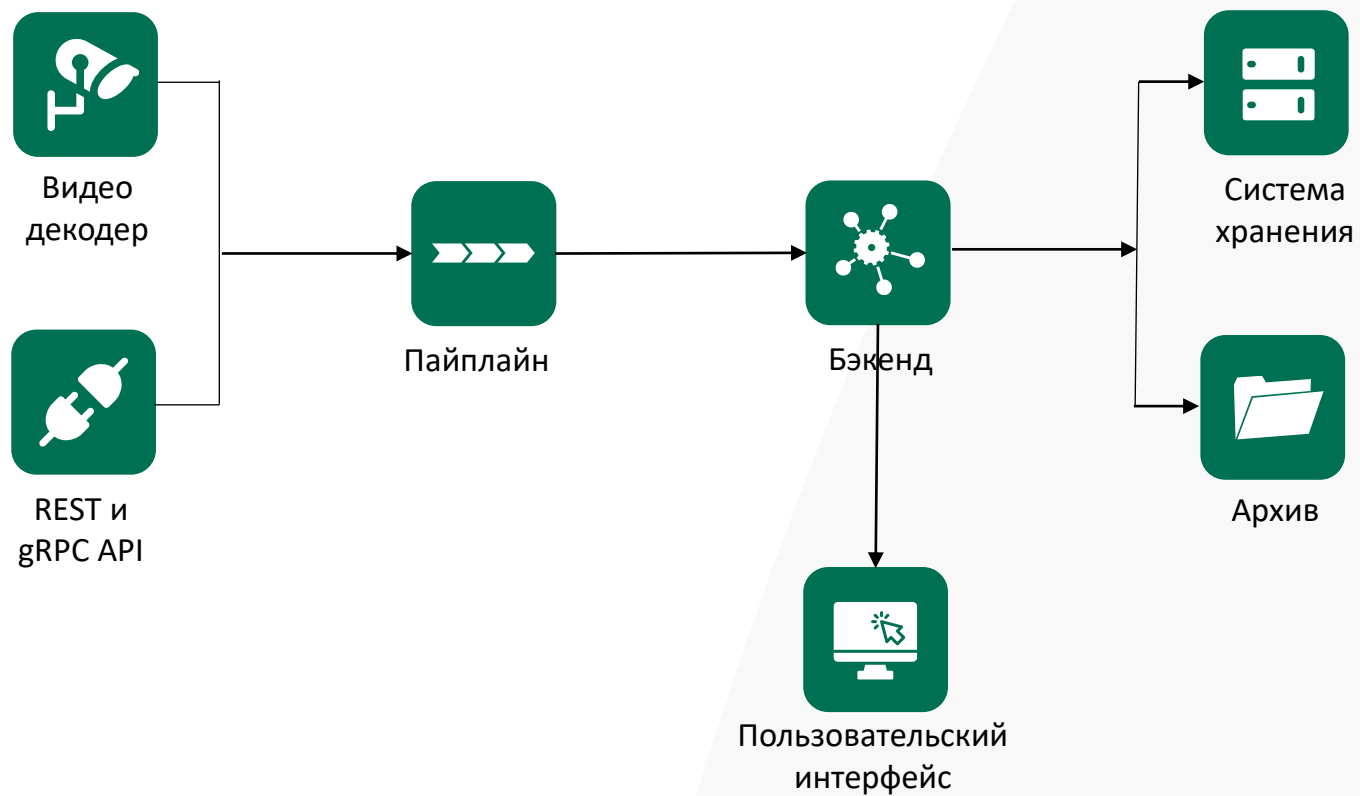 Видео
декодер
REST и
gRPC API
Пайплайн
Бэкенд
Пользовательский
интерфейс
Система
хранения
Архив